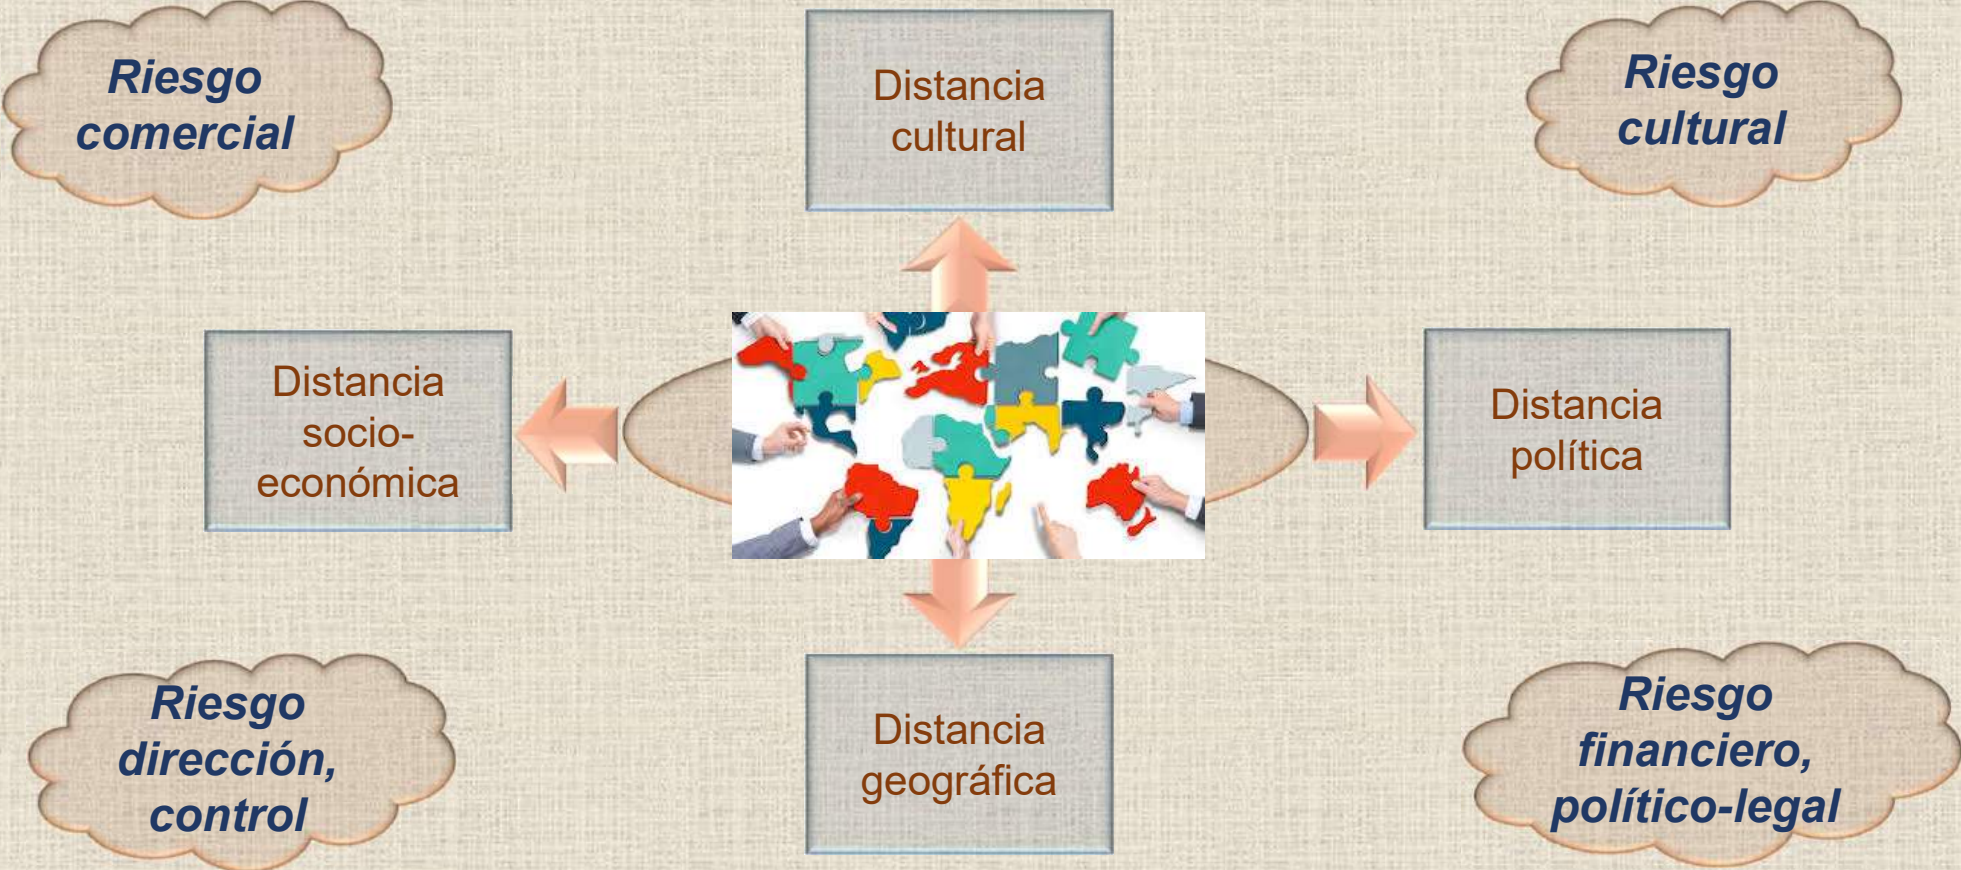 Riesgo
comercial
Distancia
cultural
Riesgo
cultural
Distancia
socio-
económica
Distancia
política
Riesgo
dirección,
control
Distancia
geográfica
Riesgo
financiero,
político-legal